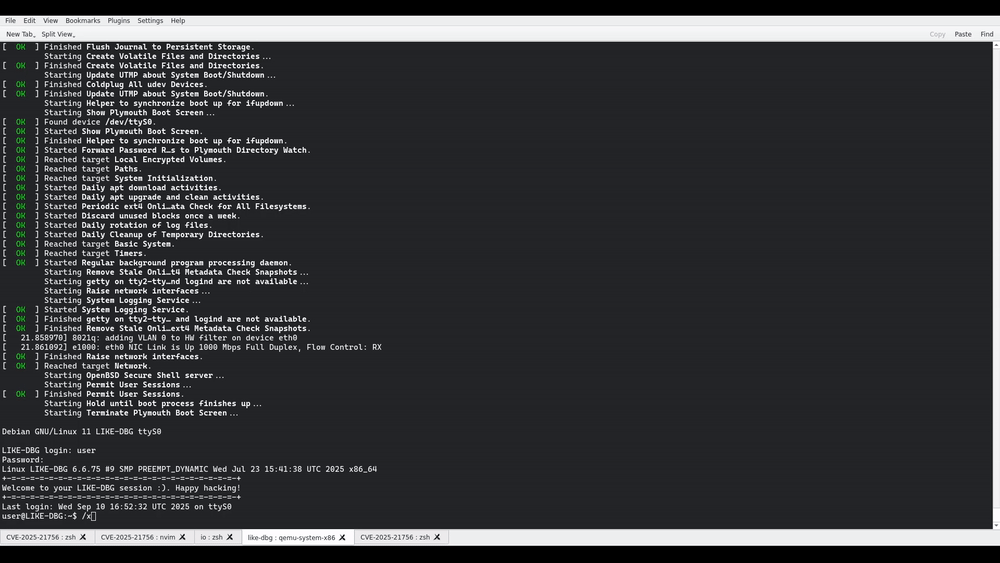 File Edit View Bookmarks Plugins Settings Help
New Tab Split View Copy Paste Find
[ OK ] Finished Flush Journal to Persistent Storage.
Starting Create Volatile Files and Directories...
[ OK ] Finished Create Volatile Files and Directories.
Starting Update UTMP about System Boot/Shutdown...
[ OK ] Finished Coldplug All udev Devices.
[ OK ] Finished Update UTMP about System Boot/Shutdown.
Starting Helper to synchronize boot up for ifupdown...
Starting Show Plymouth Boot Screen...
[ OK ] Found device /dev/ttyS0.
[ OK ] Started Show Plymouth Boot Screen.
[ OK ] Finished Helper to synchronize boot up for ifupdown.
[ OK ] Started Forward Password R…s to Plymouth Directory Watch.
[ OK ] Reached target Local Encrypted Volumes.
[ OK ] Reached target Paths.
[ OK ] Reached target System Initialization.
[ OK ] Started Daily apt download activities.
[ OK ] Started Daily apt upgrade and clean activities.
[ OK ] Started Periodic ext4 Onli…ata Check for All Filesystems.
[ OK ] Started Discard unused blocks once a week.
[ OK ] Started Daily rotation of log files.
[ OK ] Started Daily Cleanup of Temporary Directories.
[ OK ] Reached target Basic System.
[ OK ] Reached target Timers.
[ OK ] Started Regular background program processing daemon.
Starting Remove Stale Onli…t4 Metadata Check Snapshots...
Starting getty on tty2-tty…nd logind are not available...
Starting Raise network interfaces...
Starting System Logging Service...
[ OK ] Started System Logging Service.
[ OK ] Finished getty on tty2-tty… and logind are not available.
[ OK ] Finished Remove Stale Onli…ext4 Metadata Check Snapshots.
[ 21.858970] 8021q: adding VLAN 0 to HW filter on device eth0
[ 21.861092] e1000: eth0 NIC Link is Up 1000 Mbps Full Duplex, Flow Control: RX
[ OK ] Finished Raise network interfaces.
[ OK ] Reached target Network.
Starting OpenBSD Secure Shell server...
Starting Permit User Sessions...
[ OK ] Finished Permit User Sessions.
Starting Hold until boot process finishes up...
Starting Terminate Plymouth Boot Screen...
Debian GNU/Linux 11 LIKE-DBG ttyS0
LIKE-DBG login: user
Password:
Linux LIKE-DBG 6.6.75 #9 SMP PREEMPT_DYNAMIC Wed Jul 23 15:41:38 UTC 2025 x86_64
+-=-=-=-=-=-=-=-=-=-=-=-=-=-=-=-=-=-=-=-=-=-=-+
Welcome to your LIKE-DBG session :). Happy hacking!
+-=-=-=-=-=-=-=-=-=-=-=-=-=-=-=-=-=-=-=-=-=-=-+
Last login: Wed Sep 10 16:52:32 UTC 2025 on ttyS0
user@LIKE-DBG:~$ /x
CVE-2025-21756 : zsh CVE-2025-21756 : nvim io : zsh like-dbg : qemu-system-x86 CVE-2025-21756 : zsh